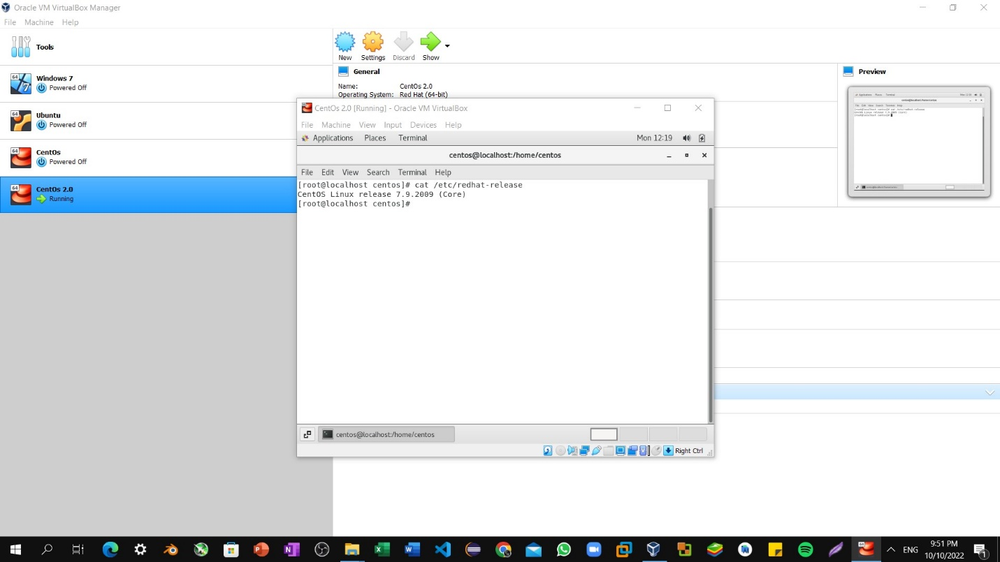 Oracle VM VirtualBox Manager
File Machine Help
Tools
New Settings Discard Show
64
Windows 7
Powered Off
64
Ubuntu
Powered Off
64
CentOs
Powered Off
64
CentOs 2.0
Running
General
Name: CentOs 2.0
Operating System: Red Hat (64-bit)
Preview
CentOs 2.0 [Running] - Oracle VM VirtualBox
File Machine View Input Devices Help
Applications Places Terminal Mon 12:19
centos@localhost:/home/centos
File Edit View Search Terminal Help
[root@localhost centos]# cat /etc/redhat-release
CentOS Linux release 7.9.2009 (Core)
[root@localhost centos]#
centos@localhost:/home/centos
Right Ctrl
ENG
9:51 PM
10/10/2022
1